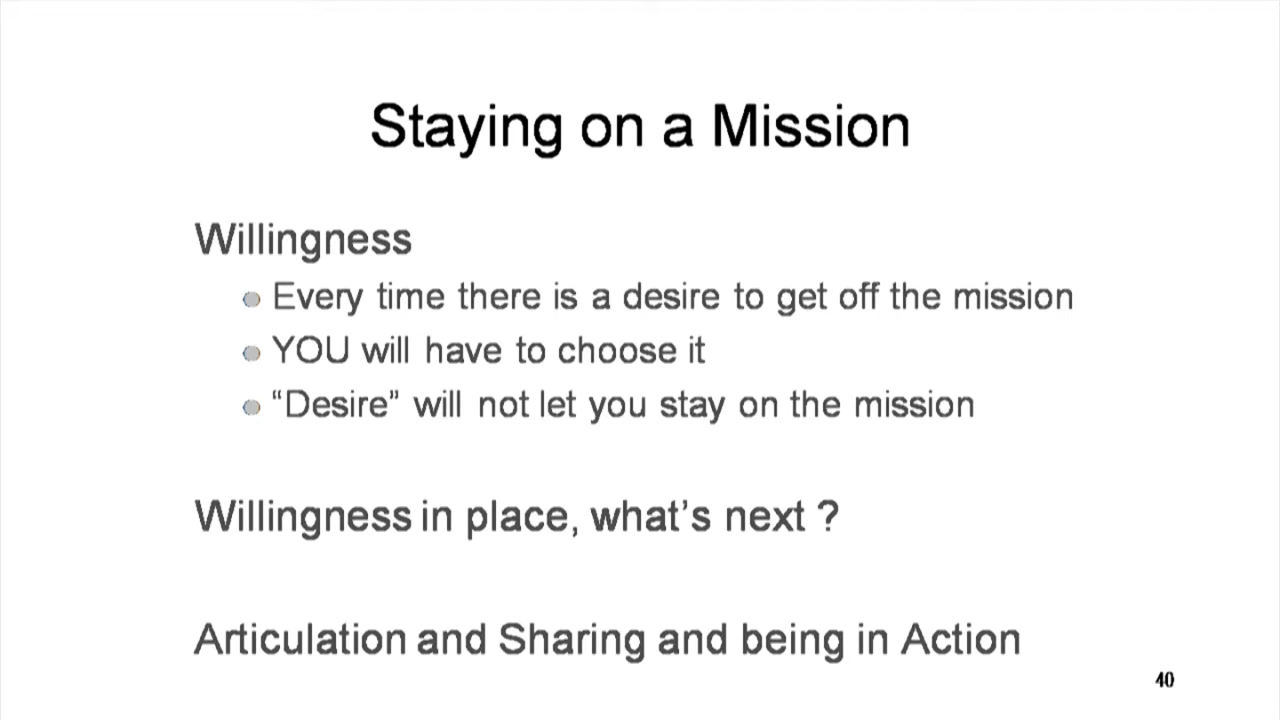 Staying on a Mission
Willingness
Every time there is a desire to get off the mission
YOU will have to choose it
“Desire” will not let you stay on the mission
Willingness in place, what’s next ?
Articulation and Sharing and being in Action
40